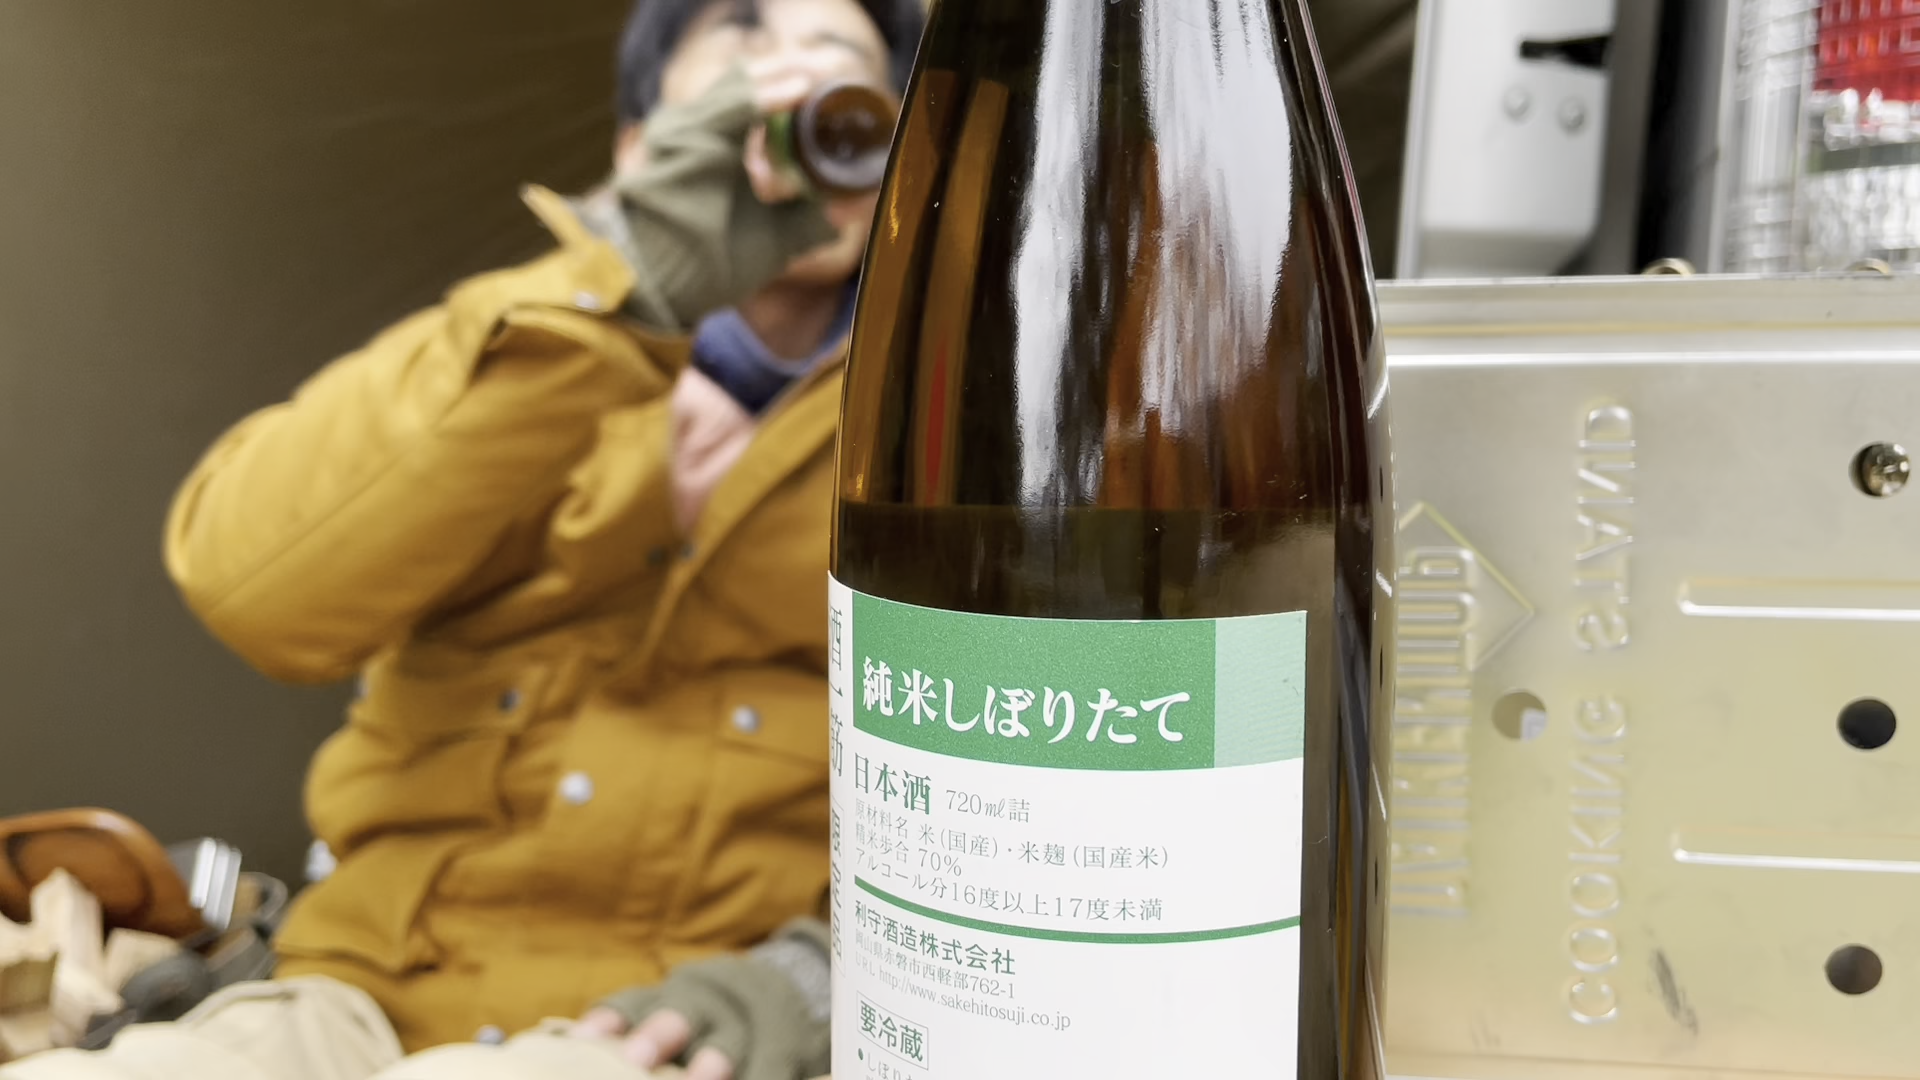 純米しぼりたて
日本酒 720ml詰
原材料名 米(国産)・米麹(国産米)
精米歩合 70%
アルコール分16度以上17度未満
利守酒造株式会社
岡山県赤磐市西軽部762-1
URL http://www.sakehitosuji.co.jp
要冷蔵
酒一筋
COOKING STAND